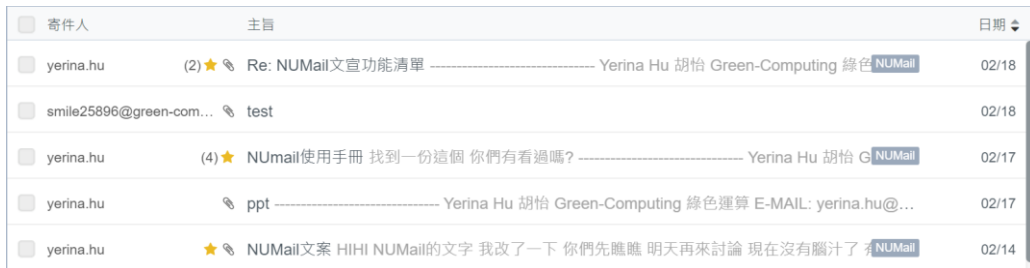 寄件人 主旨 日期
yerina.hu (2) Re: NUMail文宣功能清單 ------------------------------- Yerina Hu 胡怡 Green-Computing 綠色 NUMail 02/18
smile25896@green-com... test 02/18
yerina.hu (4) NUmail使用手冊 找到一份這個 你們有看過嗎? ------------------------------- Yerina Hu 胡怡 G NUMail 02/17
yerina.hu ppt ------------------------------- Yerina Hu 胡怡 Green-Computing 綠色運算 E-MAIL: yerina.hu@... 02/17
yerina.hu NUMail文案 HIHI NUMail的文字 我改了一下 你們先瞧瞧 明天再來討論 現在沒有腦汁了 NUMail 02/14